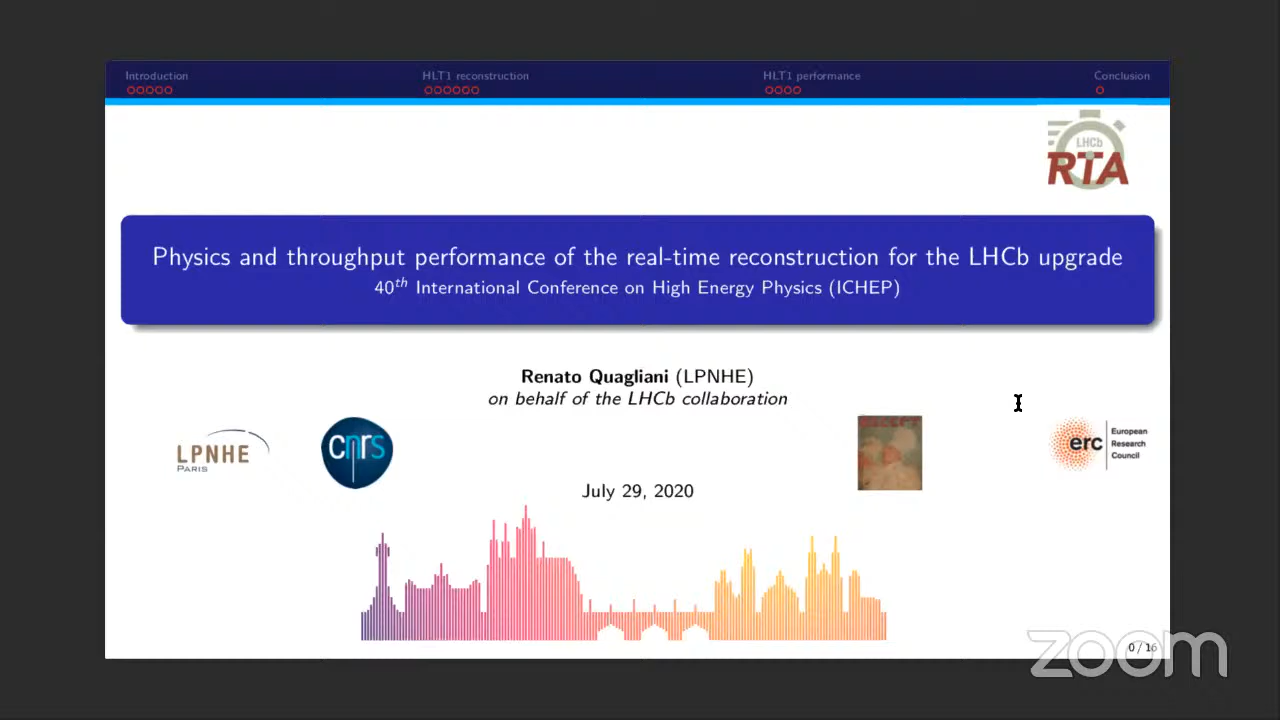 Introduction
HLT1 reconstruction
HLT1 performance
Conclusion
LHCb
RTA
Physics and throughput performance of the real-time reconstruction for the LHCb upgrade
40th International Conference on High Energy Physics (ICHEP)
Renato Quagliani (LPNHE)
on behalf of the LHCb collaboration
LPNHE
PARIS
cnrs
erc
European
Research
Council
July 29, 2020
0 / 16
zoom